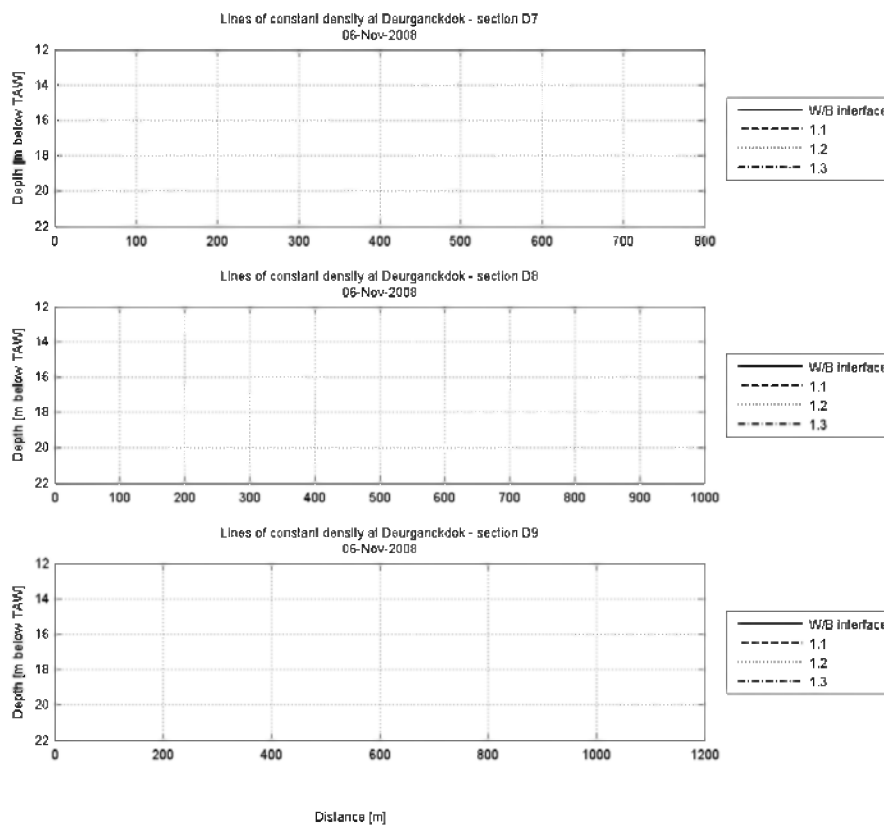 Lines of constant density at Deurganckdok - section D7
06-Nov-2008
Depth [m below TAW]
12
14
16
18
20
22
0 100 200 300 400 500 600 700 800
W/B interface
1.1
1.2
1.3
Lines of constant density at Deurganckdok - section D8
06-Nov-2008
Depth [m below TAW]
12
14
16
18
20
22
0 100 200 300 400 500 600 700 800 900 1000
W/B interface
1.1
1.2
1.3
Lines of constant density at Deurganckdok - section D9
06-Nov-2008
Depth [m below TAW]
12
14
16
18
20
22
0 200 400 600 800 1000 1200
W/B interface
1.1
1.2
1.3
Distance [m]